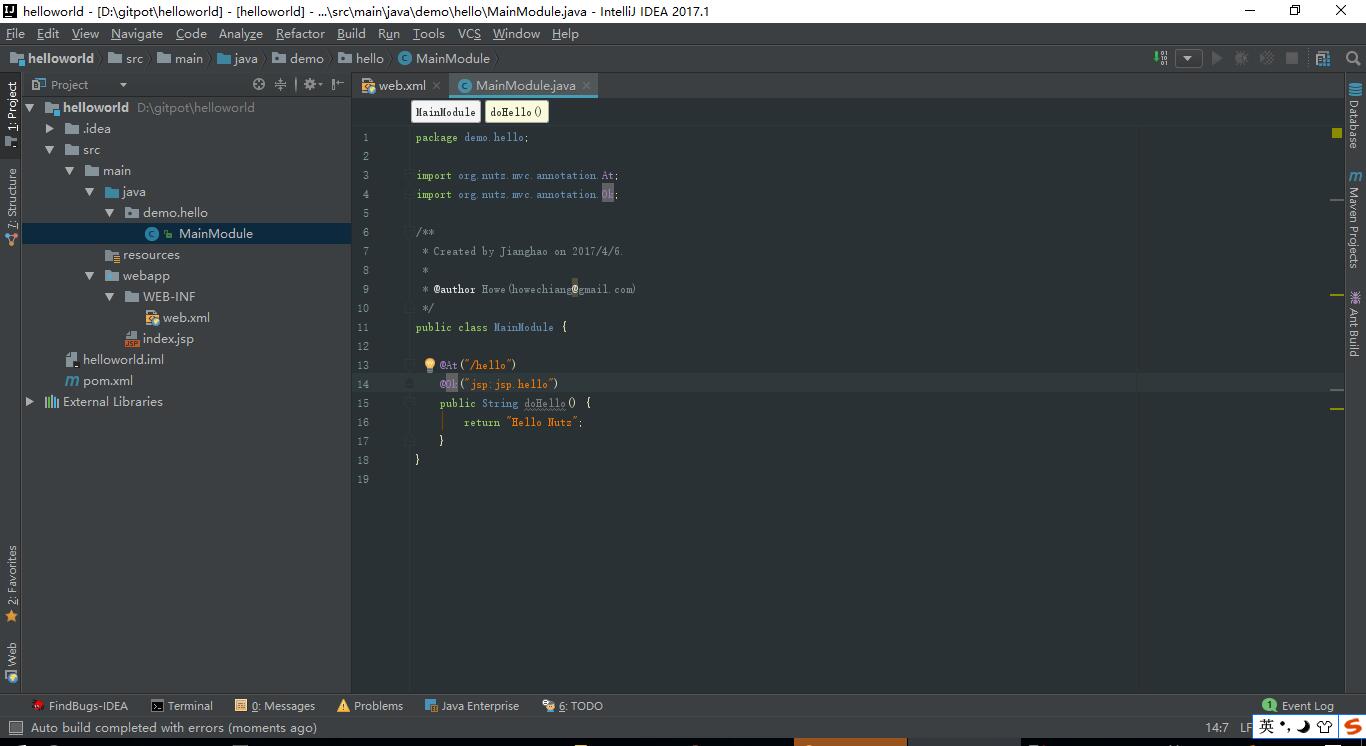 helloworld - [D:\gitpot\helloworld] - [helloworld] - ...\src\main\java\demo\hello\MainModule.java - IntelliJ IDEA 2017.1
File Edit View Navigate Code Analyze Refactor Build Run Tools VCS Window Help
helloworld src main java demo hello MainModule
1: Project
7: Structure
2: Favorites
Web
Project
helloworld D:\gitpot\helloworld
.idea
src
main
java
demo.hello
MainModule
resources
webapp
WEB-INF
web.xml
index.jsp
helloworld.iml
pom.xml
External Libraries
web.xml MainModule.java
MainModule doHello()
1 package demo.hello;
2
3 import org.nutz.mvc.annotation.At;
4 import org.nutz.mvc.annotation.Ok;
5
6 /**
7 * Created by Jianghao on 2017/4/6.
8 *
9 * @author Howe(howechiang@gmail.com)
10 */
11 public class MainModule {
12
13 @At("/hello")
14 @Ok("jsp:jsp.hello")
15 public String doHello() {
16 return "Hello Nutz";
17 }
18 }
19
Database
Maven Projects
Ant Build
FindBugs-IDEA Terminal 0: Messages Problems Java Enterprise 6: TODO Event Log
Auto build completed with errors (moments ago) 14:7 LF
英